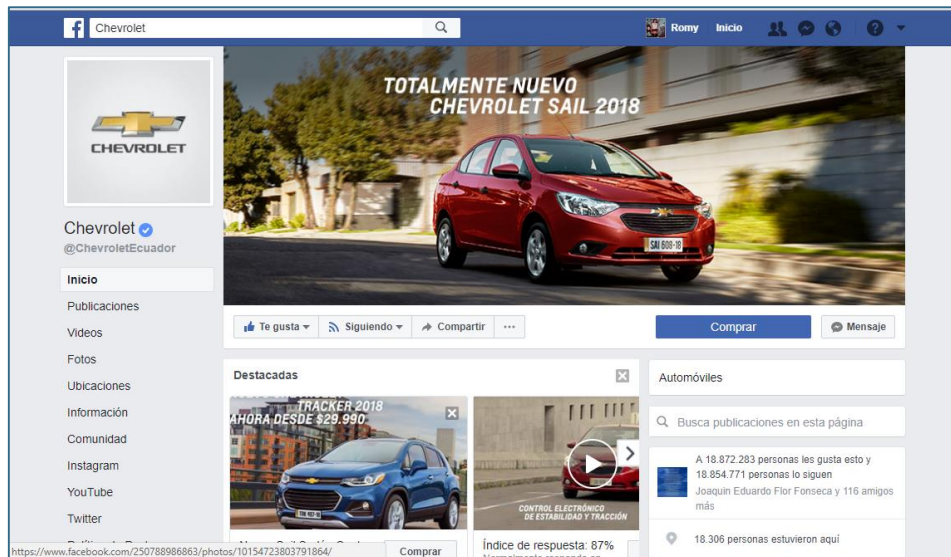 Chevrolet
Romy
Inicio
TOTALMENTE NUEVO
CHEVROLET SAIL 2018
SAI 608-18
CHEVROLET
Chevrolet
@ChevroletEcuador
Inicio
Publicaciones
Videos
Fotos
Ubicaciones
Información
Comunidad
Instagram
YouTube
Twitter
Te gusta
Siguiendo
Compartir
Comprar
Mensaje
Destacadas
TRACKER 2018
AHORA DESDE $29.990
Comprar
CONTROL ELECTRÓNICO
DE ESTABILIDAD Y TRACCIÓN
Índice de respuesta: 87%
Automóviles
Busca publicaciones en esta página
A 18.872.283 personas les gusta esto y
18.854.771 personas lo siguen
Joaquin Eduardo Flor Fonseca y 116 amigos
más
18.306 personas estuvieron aquí
https://www.facebook.com/250788986863/photos/10154723803791864/